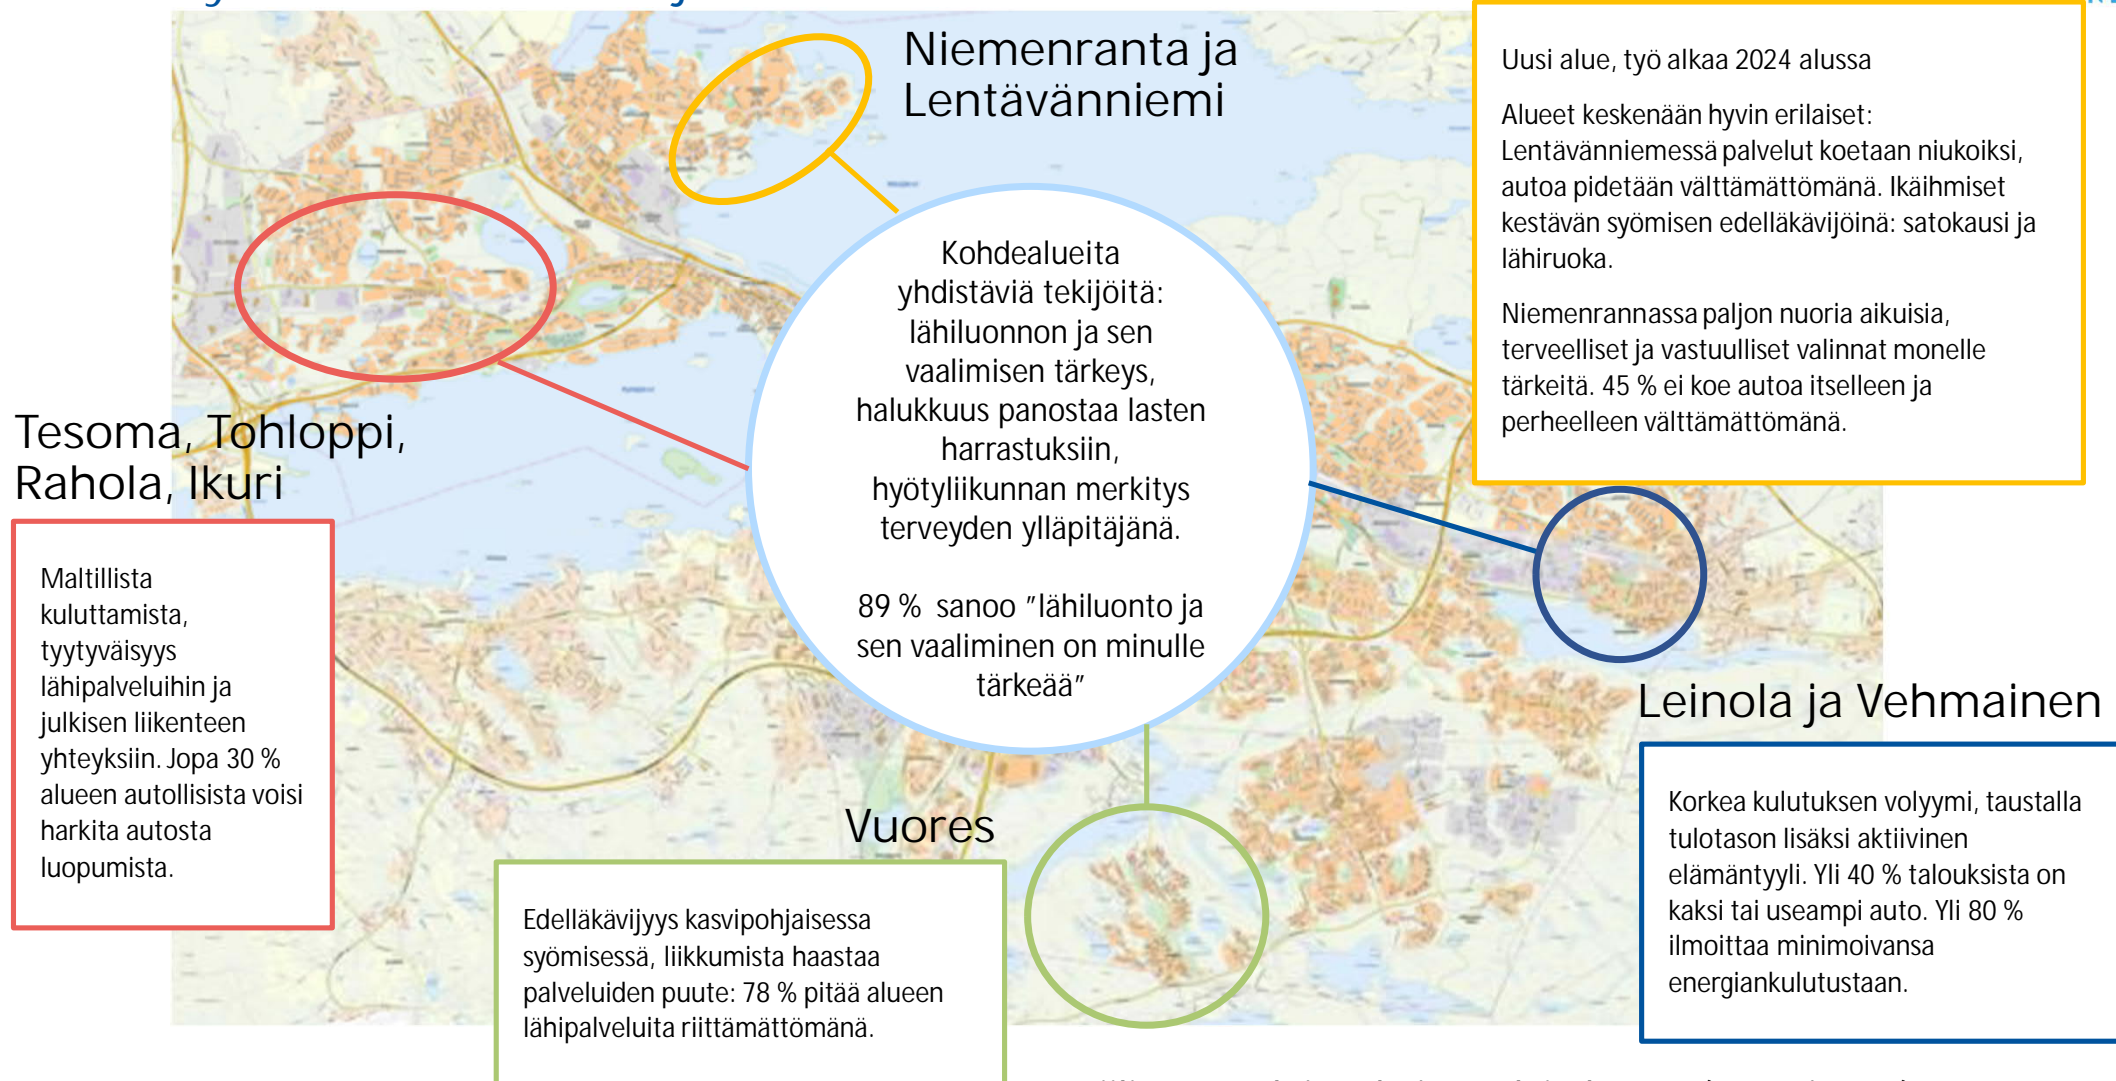 Niemenranta ja
Lentävänniemi
Uusi alue, työ alkaa 2024 alussa
Alueet keskenään hyvin erilaiset:
Lentävänniemessä palvelut koetaan niukoiksi,
autoa pidetään välttämättömänä. Ikäihmiset
kestävän syömisen edelläkävijöinä: satokausi ja
lähiruoka.
Niemenrannassa paljon nuoria aikuisia,
terveelliset ja vastuulliset valinnat monelle
tärkeitä. 45 % ei koe autoa itselleen ja
perheelleen välttämättömänä.
Kohdealueita
yhdistäviä tekijöitä:
lähiluonnon ja sen
vaalimisen tärkeys,
halukkuus panostaa lasten
harrastuksiin,
hyötyliikunnan merkitys
terveyden ylläpitäjänä.
89 % sanoo "lähiluonto ja
sen vaaliminen on minulle
tärkeää"
Tesoma, Tohloppi,
Rahola, Ikuri
Maltillista
kuluttamista,
tyytyväisyys
lähipalveluihin ja
julkisen liikenteen
yhteyksiin. Jopa 30 %
alueen autollisista voisi
harkita autosta
luopumista.
Leinola ja Vehmainen
Korkea kulutuksen volyymi, taustalla
tulotason lisäksi aktiivinen
elämäntyyli. Yli 40 % talouksista on
kaksi tai useampi auto. Yli 80 %
ilmoittaa minimoivansa
energiankulutustaan.
Vuores
Edelläkävijyys kasvipohjaisessa
syömisessä, liikkumista haastaa
palveluiden puute: 78 % pitää alueen
lähipalveluita riittämättömänä.